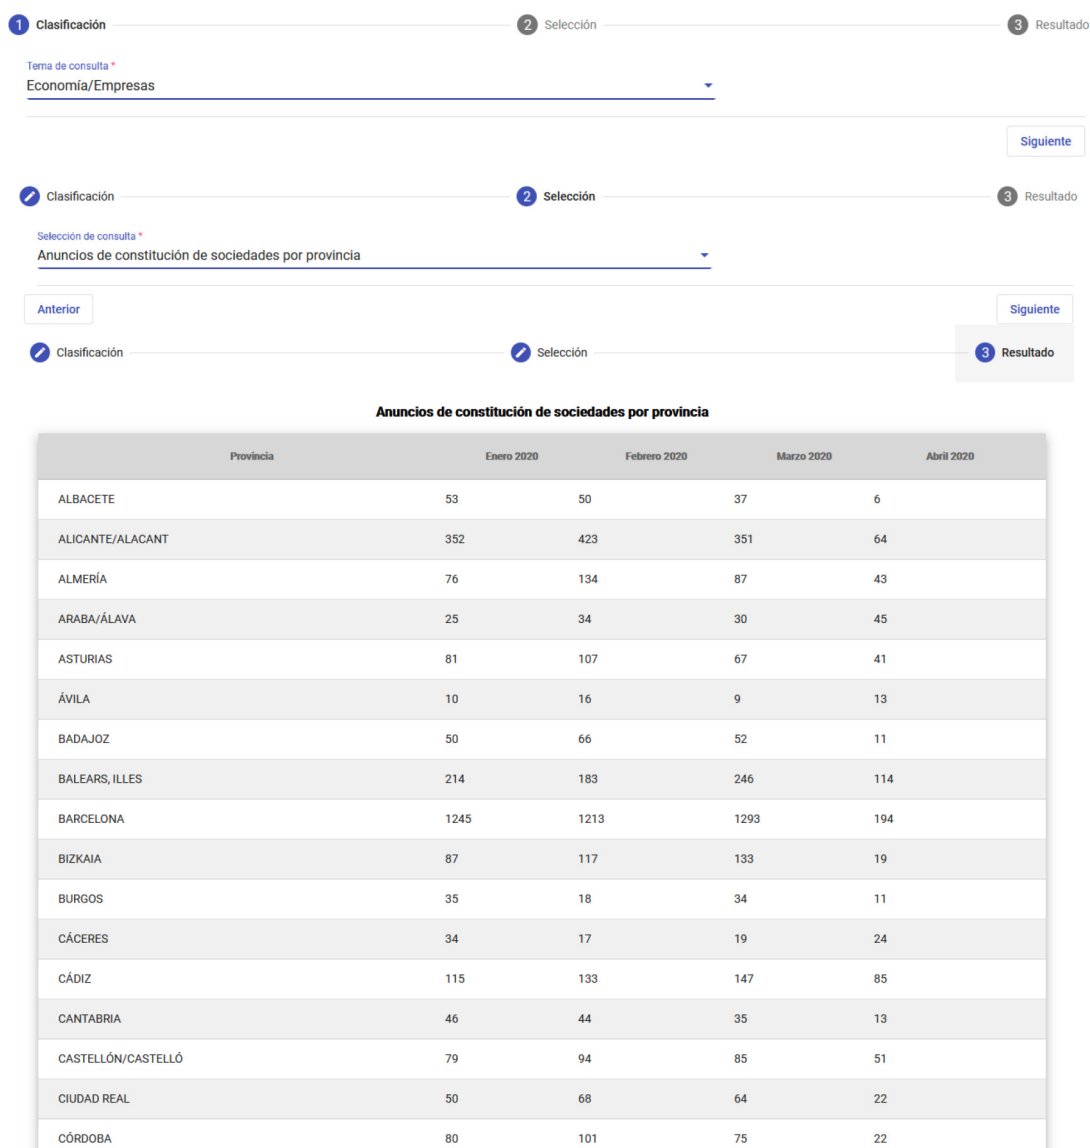 1 Clasificación 2 Selección 3 Resultado
Tema de consulta *
Economía/Empresas
Siguiente
Clasificación 2 Selección 3 Resultado
Selección de consulta *
Anuncios de constitución de sociedades por provincia
Anterior Siguiente
Clasificación Selección 3 Resultado
Anuncios de constitución de sociedades por provincia
Provincia Enero 2020 Febrero 2020 Marzo 2020 Abril 2020
ALBACETE 53 50 37 6
ALICANTE/ALACANT 352 423 351 64
ALMERÍA 76 134 87 43
ARABA/ÁLAVA 25 34 30 45
ASTURIAS 81 107 67 41
ÁVILA 10 16 9 13
BADAJOZ 50 66 52 11
BALEARS, ILLES 214 183 246 114
BARCELONA 1245 1213 1293 194
BIZKAIA 87 117 133 19
BURGOS 35 18 34 11
CÁCERES 34 17 19 24
CÁDIZ 115 133 147 85
CANTABRIA 46 44 35 13
CASTELLÓN/CASTELLÓ 79 94 85 51
CIUDAD REAL 50 68 64 22
CÓRDOBA 80 101 75 22